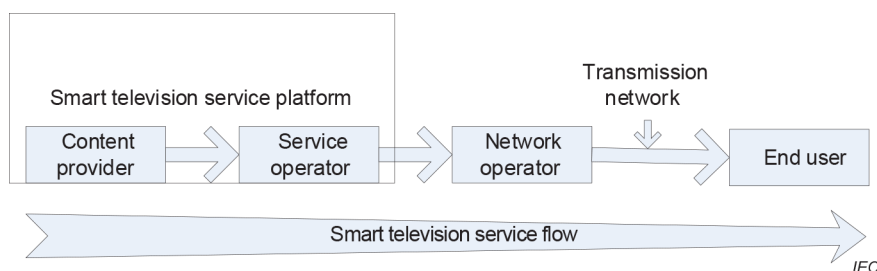 Smart television service platform
Transmission
network
Content
provider
Service
operator
Network
operator
End user
Smart television service flow
IEC